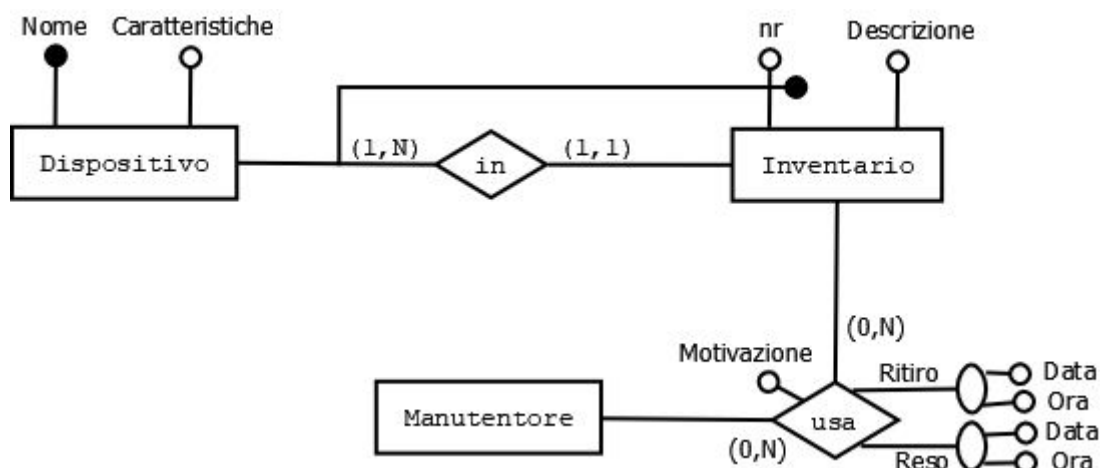 Nome Caratteristiche nr Descrizione
Dispositivo (1,N) in (1,1) Inventario
(0,N)
Motivazione Ritiro Data
Ora
Manutentore usa
(0,N) Data
Resp Ora